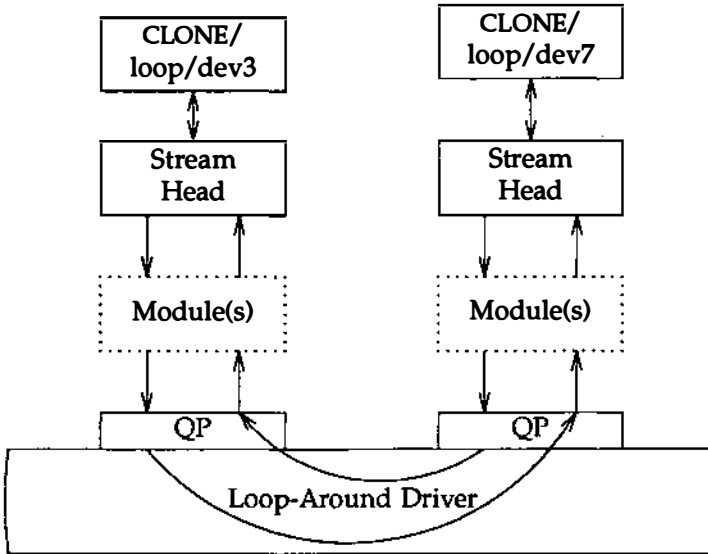 CLONE/
loop/dev3
CLONE/
loop/dev7
Stream
Head
Stream
Head
Module(s)
Module(s)
QP
QP
Loop-Around Driver